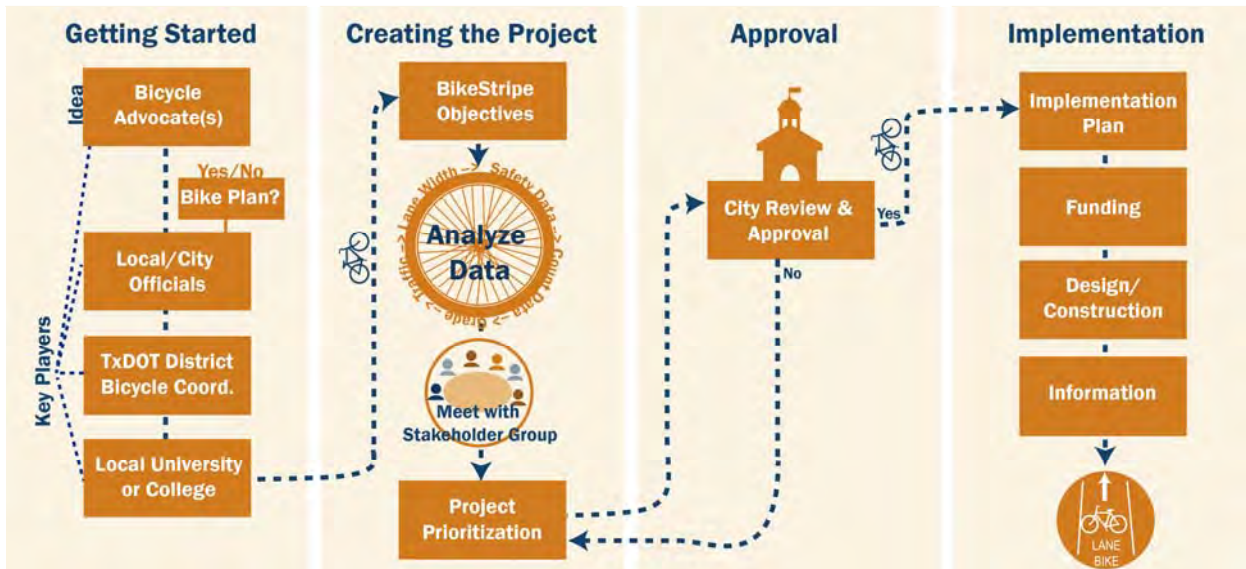 Getting Started
Idea
Bicycle
Advocate(s)
Yes/No
Bike Plan?
Local/City
Officials
Key Players
TxDOT District
Bicycle Coord.
Local University
or College
Creating the Project
BikeStripe
Objectives
Traffic --> Lane Width --> Safety Data --> Count Data --> Grade -->
Analyze
Data
Meet with
Stakeholder Group
Project
Prioritization
Approval
City Review &
Approval
Yes
No
Implementation
Implementation
Plan
Funding
Design/
Construction
Information
LANE
BIKE